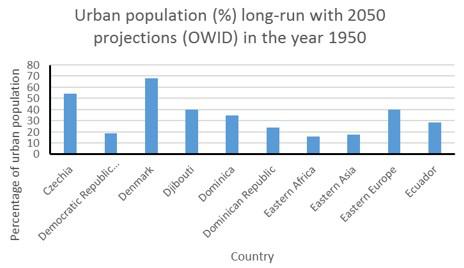 Urban population (%) long-run with 2050
projections (OWID) in the year 1950
Percentage of urban population
80
70
60
50
40
30
20
10
0
Czechia
Democratic Republic...
Denmark
Djibouti
Dominica
Dominican Republic
Eastern Africa
Eastern Asia
Eastern Europe
Ecuador
Country